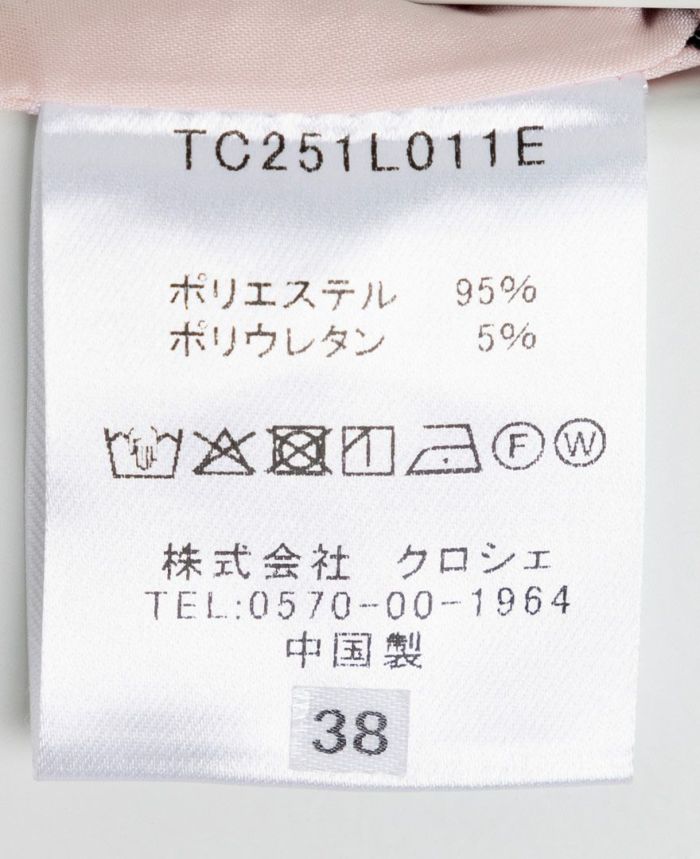 TC251L011E
ポリエステル 95%
ポリウレタン 5%
F W
株式会社 クロシェ
TEL:0570-00-1964
中国製
38